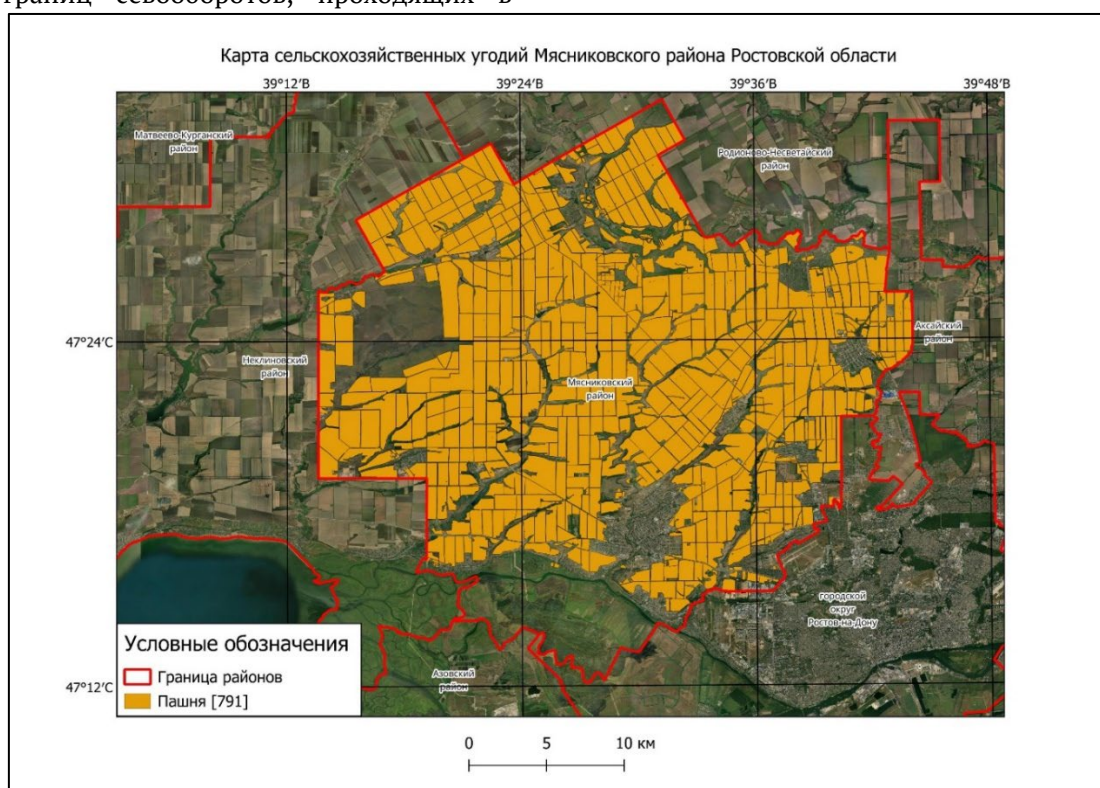 границ севооборотов, проходящих в
Карта сельскохозяйственных угодий Мясниковского района Ростовской области
39°12′В 39°24′В 39°36′В 39°48′В
Матвеево-Курганский
район
Родионово-Несветайский
район
47°24′С
Аксайский
район
Неклиновский
район
Мясниковский
район
городской
округ
Ростов-на-Дону
Условные обозначения
Граница районов
Пашня [791]
Азовский
район
47°12′С
0 5 10 км